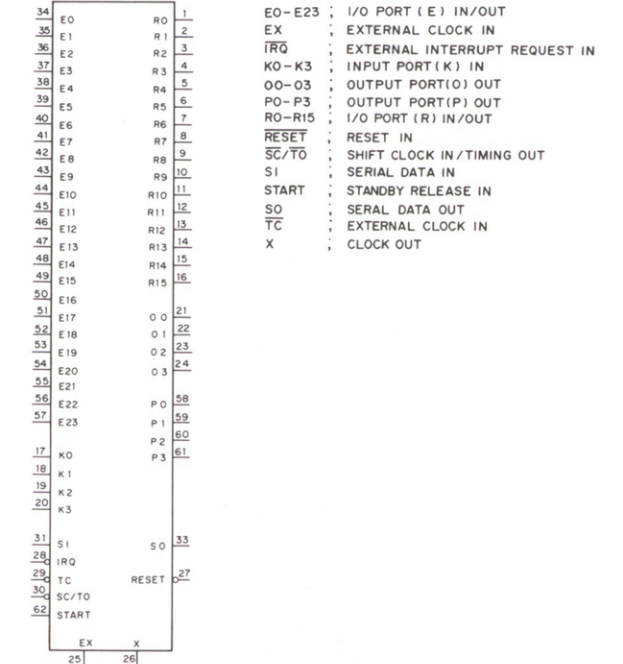 34 E0 R0 1
35 E1 R1 2
36 E2 R2 3
37 E3 R3 4
38 E4 R4 5
39 E5 R5 6
40 E6 R6 7
41 E7 R7 8
42 E8 R8 9
43 E9 R9 10
44 E10 R10 11
45 E11 R11 12
46 E12 R12 13
47 E13 R13 14
48 E14 R14 15
49 E15 R15 16
50 E16
51 E17 O0 21
52 E18 O1 22
53 E19 O2 23
54 E20 O3 24
55 E21
56 E22 P0 58
57 E23 P1 59
P2 60
17 K0 P3 61
18 K1
19 K2
20 K3
31 SI SO 33
28 IRQ
29 TC RESET 27
30 SC/TO
62 START
EX X
25 26
E0-E23 ; I/O PORT (E) IN/OUT
EX ; EXTERNAL CLOCK IN
IRQ ; EXTERNAL INTERRUPT REQUEST IN
K0-K3 ; INPUT PORT(K) IN
O0-O3 ; OUTPUT PORT(O) OUT
P0-P3 ; OUTPUT PORT(P) OUT
R0-R15 ; I/O PORT (R) IN/OUT
RESET ; RESET IN
SC/TO ; SHIFT CLOCK IN/TIMING OUT
SI ; SERIAL DATA IN
START ; STANDBY RELEASE IN
SO ; SERAL DATA OUT
TC ; EXTERNAL CLOCK IN
X ; CLOCK OUT